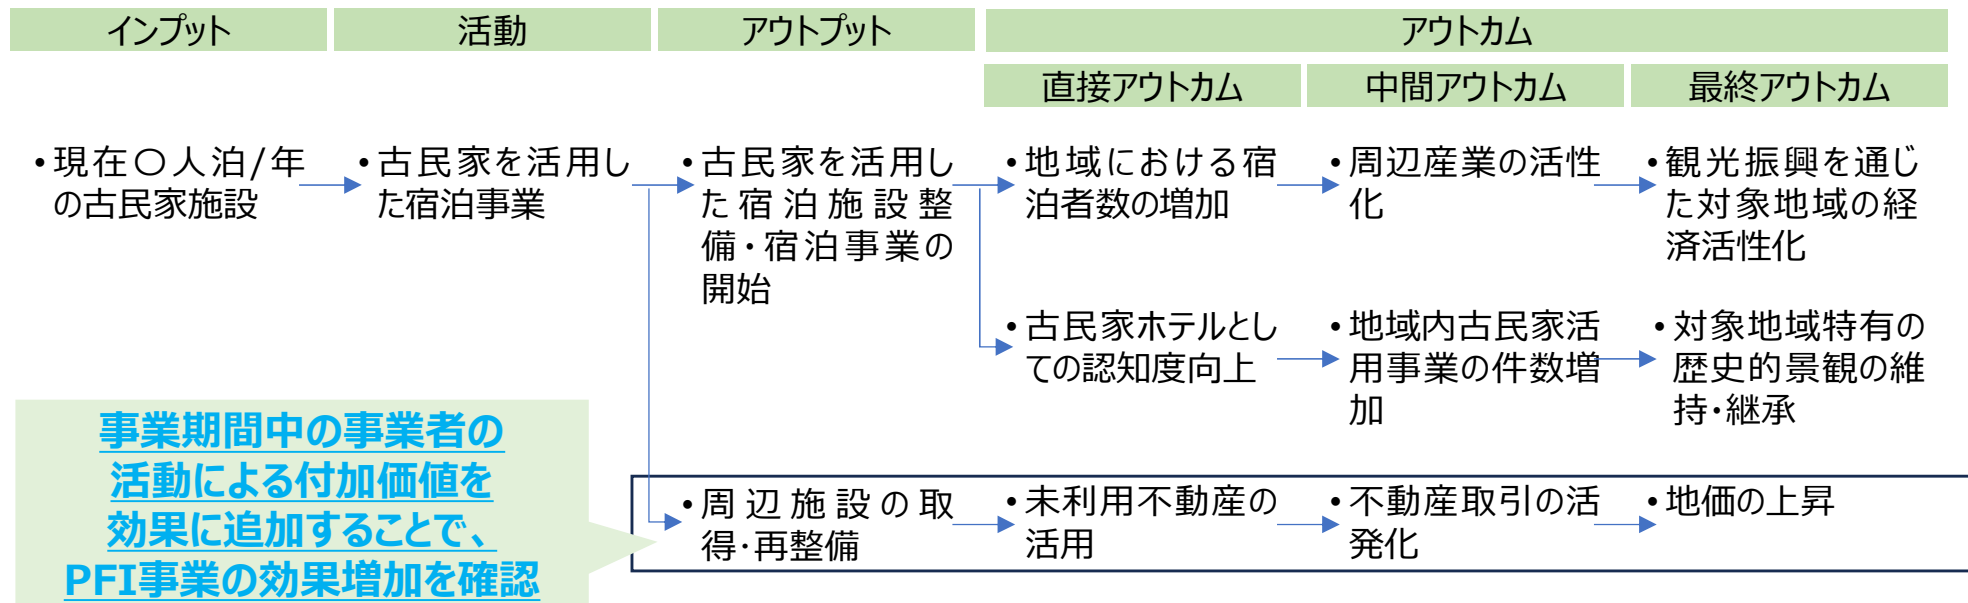 インプット
活動
アウトプット
アウトカム
直接アウトカム
中間アウトカム
最終アウトカム
•現在〇人泊/年
の古民家施設
•古民家を活用し
た宿泊事業
•古民家を活用し
た宿泊施設整
備・宿泊事業の
開始
•地域における宿
泊者数の増加
•周辺産業の活性
化
•観光振興を通じ
た対象地域の経
済活性化
•古民家ホテルとし
ての認知度向上
•地域内古民家活
用事業の件数増
加
•対象地域特有の
歴史的景観の維
持・継承
事業期間中の事業者の
活動による付加価値を
効果に追加することで、
PFI事業の効果増加を確認
•周辺施設の取
得・再整備
•未利用不動産の
活用
•不動産取引の活
発化
•地価の上昇